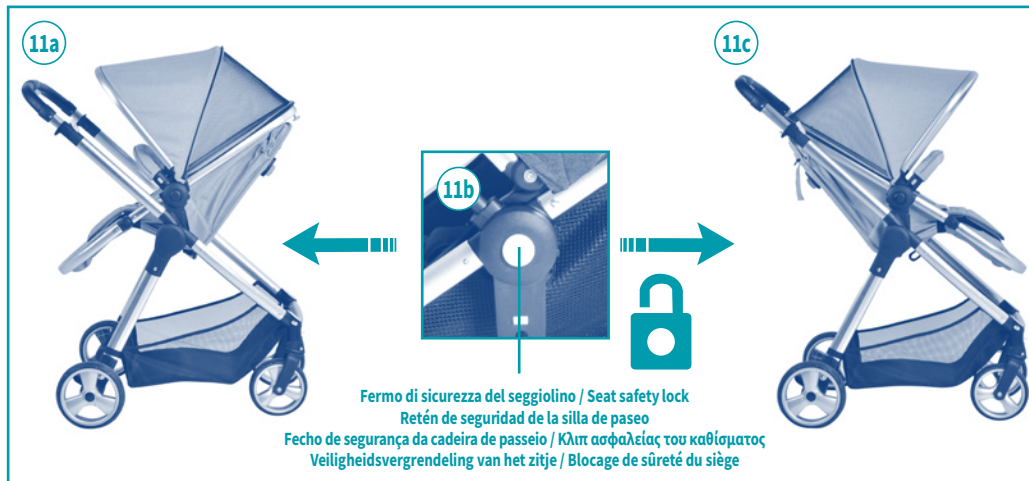 11a
11c
11b
Fermo di sicurezza del seggiolino / Seat safety lock
Retén de seguridad de la silla de paseo
Fecho de segurança da cadeira de passeio / Κλιπ ασφαλείας του καθίσματος
Veiligheidsvergrendeling van het zitje / Blocage de sûreté du siège